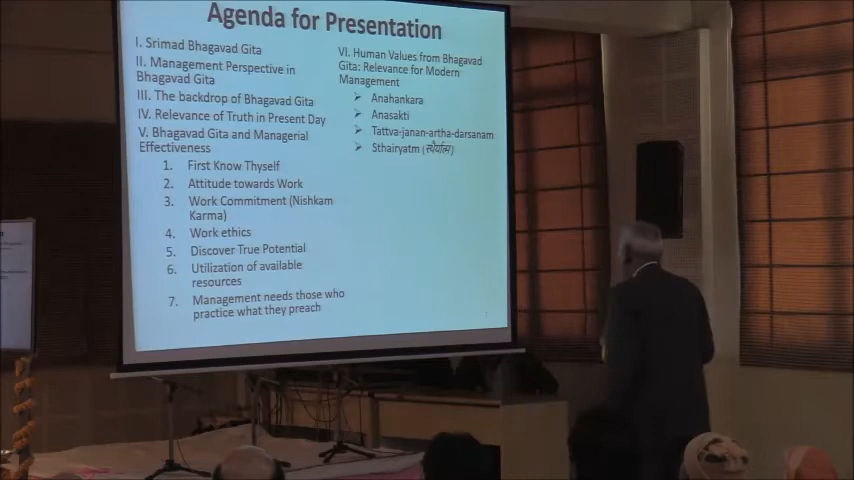 Agenda for Presentation
I. Srimad Bhagavad Gita
II. Management Perspective in
Bhagavad Gita
III. The backdrop of Bhagavad Gita
IV. Relevance of Truth in Present Day
V. Bhagavad Gita and Managerial
Effectiveness
1. First Know Thyself
2. Attitude towards Work
3. Work Commitment (Nishkam
Karma)
4. Work ethics
5. Discover True Potential
6. Utilization of available
resources
7. Management needs those who
practice what they preach
VI. Human Values from Bhagavad
Gita: Relevance for Modern
Management
➢ Anahankara
➢ Anasakti
➢ Tattva-janan-artha-darsanam
➢ Sthairyatm (स्थैर्यात्म)